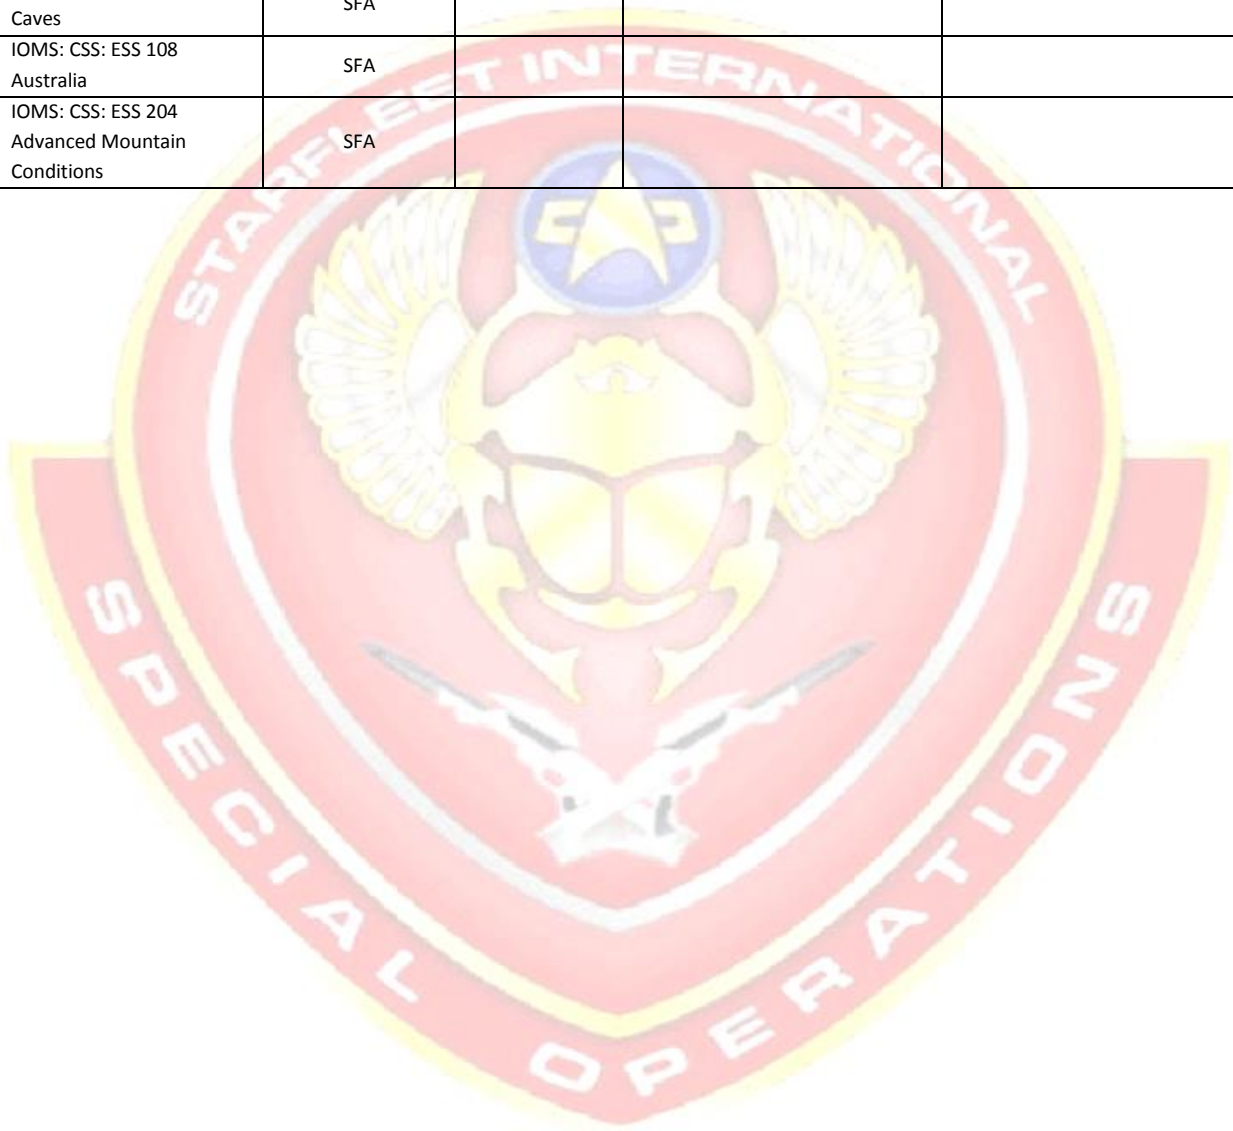 Caves
SFA
IOMS: CSS: ESS 108
Australia
SFA
IOMS: CSS: ESS 204
Advanced Mountain
Conditions
SFA
STARFLEET INTERNATIONAL
SPECIAL OPERATIONS